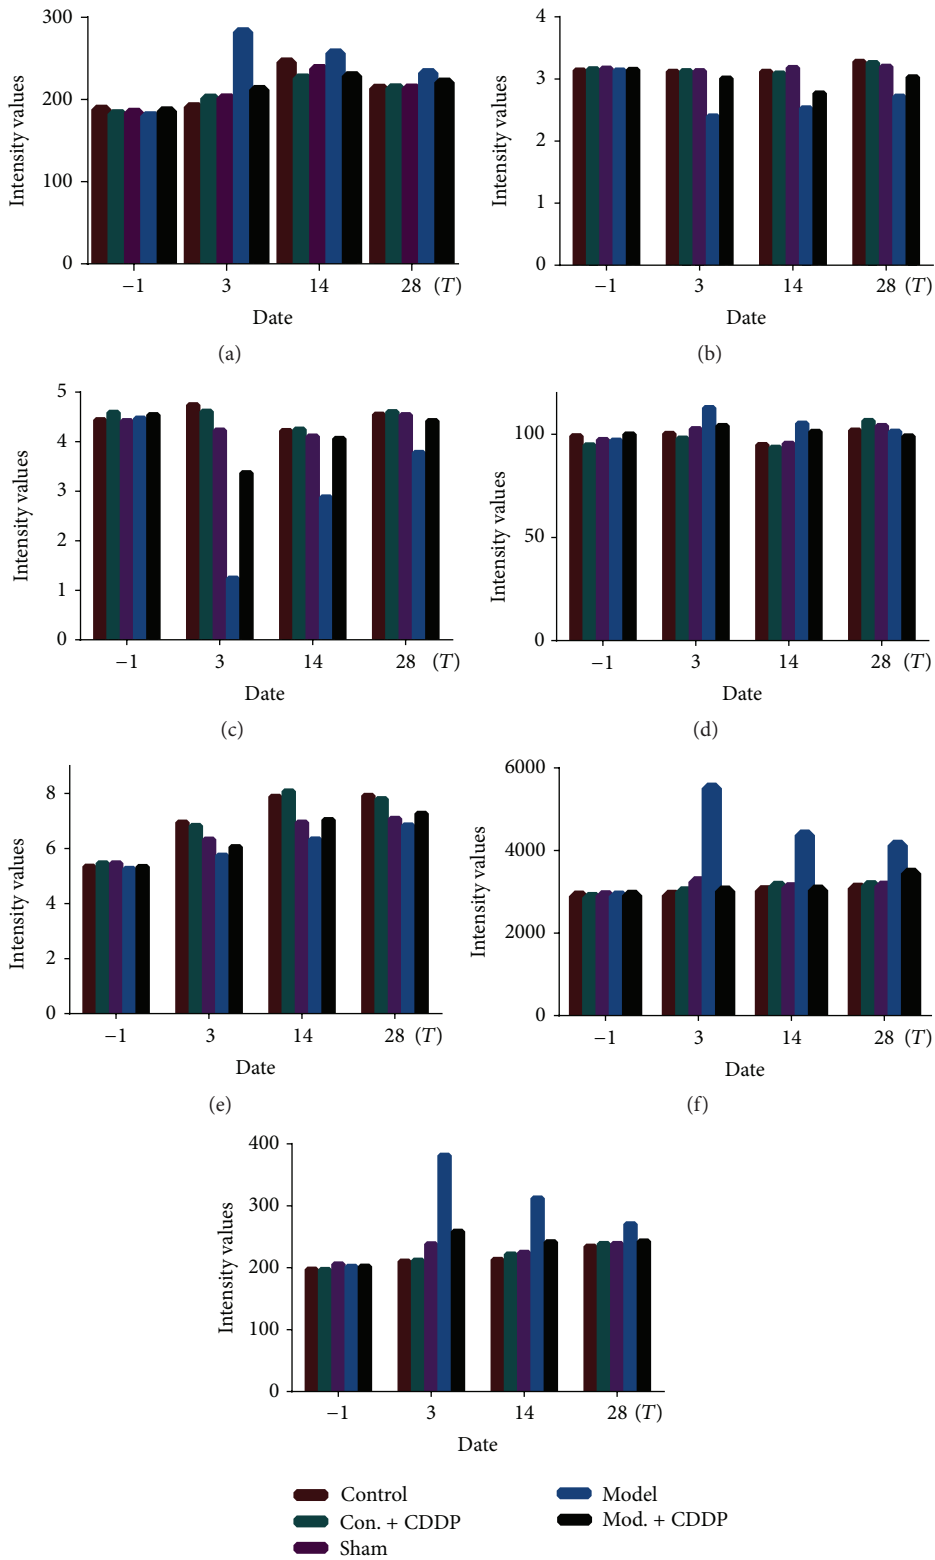 300
200
100
0
Intensity values
−1 3 14 28 (T)
Date
(a)
4
3
2
1
0
Intensity values
−1 3 14 28 (T)
Date
(b)
5
4
3
2
1
0
Intensity values
−1 3 14 28 (T)
Date
(c)
100
50
0
Intensity values
−1 3 14 28 (T)
Date
(d)
8
6
4
2
0
Intensity values
−1 3 14 28 (T)
Date
(e)
6000
4000
2000
0
Intensity values
−1 3 14 28 (T)
Date
(f)
400
300
200
100
0
Intensity values
−1 3 14 28 (T)
Date
Control
Con. + CDDP
Sham
Model
Mod. + CDDP